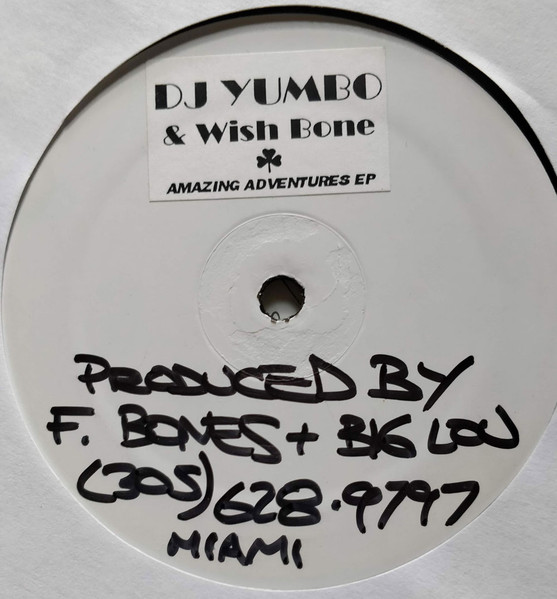 DJ YUMBO
& Wish Bone
AMAZING ADVENTURES EP
PRODUCED BY
F. BONES + BIG LOU
(305) 628.9797
MIAMI